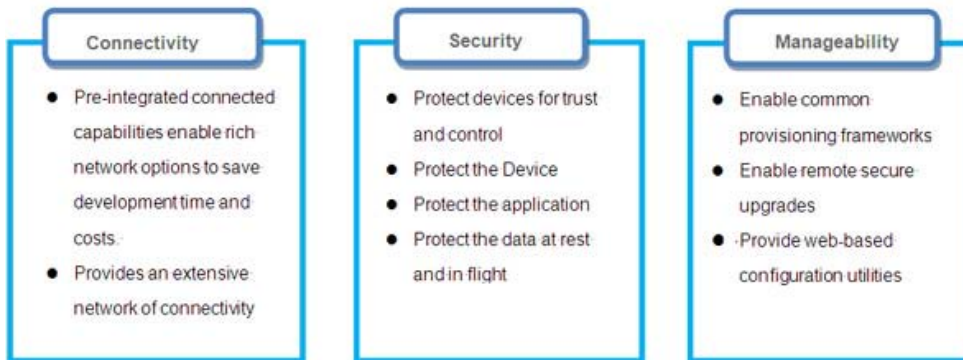 Connectivity
Pre-integrated connected
capabilities enable rich
network options to save
development time and
costs.
Provides an extensive
network of connectivity
Security
Protect devices for trust
and control
Protect the Device
Protect the application
Protect the data at rest
and in flight
Manageability
Enable common
provisioning frameworks
Enable remote secure
upgrades
Provide web-based
configuration utilities